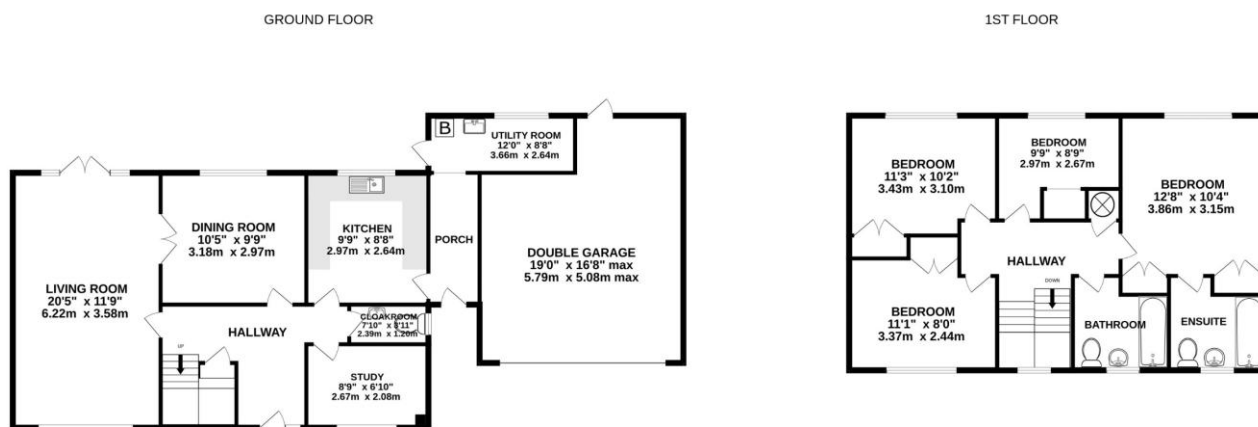 GROUND FLOOR
1ST FLOOR
B
UTILITY ROOM
12'0" x 8'8"
3.66m x 2.64m
DINING ROOM
10'5" x 9'9"
3.18m x 2.97m
KITCHEN
9'9" x 8'8"
2.97m x 2.64m
PORCH
DOUBLE GARAGE
19'0" x 16'8" max
5.79m x 5.08m max
LIVING ROOM
20'5" x 11'9"
6.22m x 3.58m
HALLWAY
CLOAKROOM
7'10" x 3'11"
2.39m x 1.20m
UP
STUDY
8'9" x 6'10"
2.67m x 2.08m
BEDROOM
11'3" x 10'2"
3.43m x 3.10m
BEDROOM
9'9" x 8'9"
2.97m x 2.67m
BEDROOM
12'8" x 10'4"
3.86m x 3.15m
HALLWAY
DOWN
BEDROOM
11'1" x 8'0"
3.37m x 2.44m
BATHROOM
ENSUITE